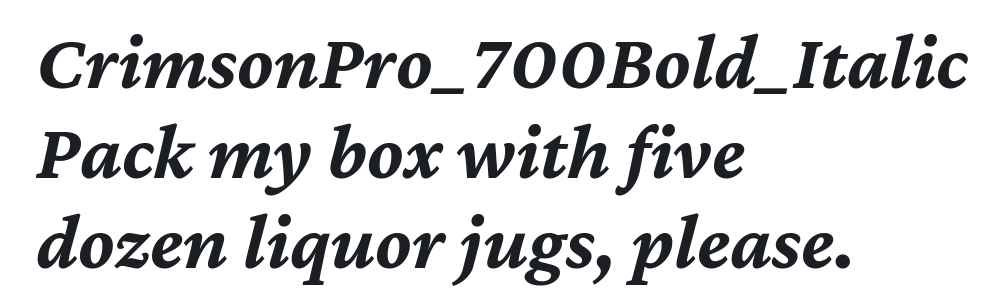 CrimsonPro_700Bold_Italic
Pack my box with five
dozen liquor jugs, please.